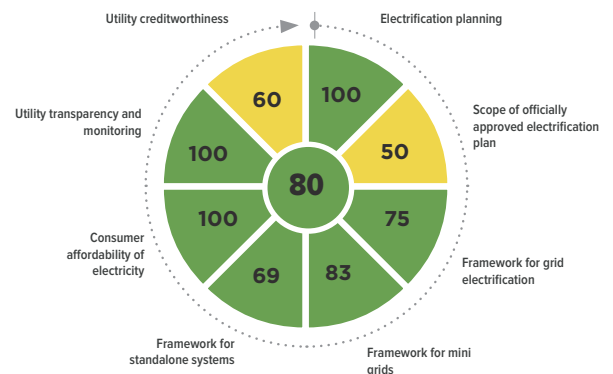 Utility creditworthiness
Electrification planning
60
100
Utility transparency and
monitoring
Scope of officially
approved electrification
plan
100
50
80
100
75
Consumer
affordability of
electricity
Framework for grid
electrification
69
83
Framework for
standalone systems
Framework for mini
grids